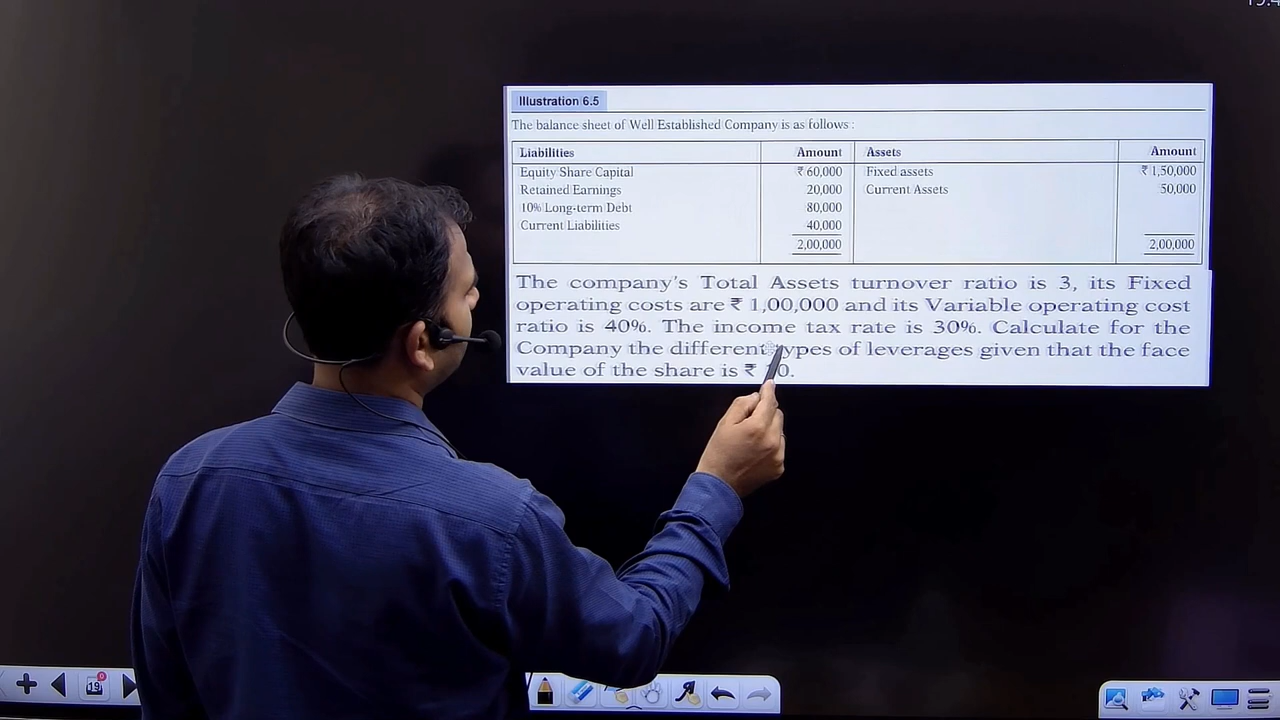 Illustration 6.5
The balance sheet of Well Established Company is as follows :
Liabilities Amount Assets Amount
Equity Share Capital ₹ 60,000 Fixed assets ₹ 1,50,000
Retained Earnings 20,000 Current Assets 50,000
10% Long-term Debt 80,000
Current Liabilities 40,000
2,00,000 2,00,000
The company's Total Assets turnover ratio is 3, its Fixed
operating costs are ₹ 1,00,000 and its Variable operating cost
ratio is 40%. The income tax rate is 30%. Calculate for the
Company the different types of leverages given that the face
value of the share is ₹ 10.
19